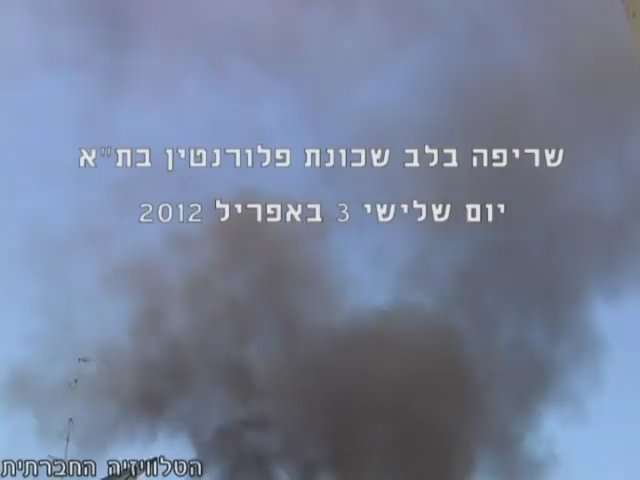 שריפה בלב שכונת פלורנטין בת"א
יום שלישי 3 באפריל 2012
הטלוויזיה החברתית